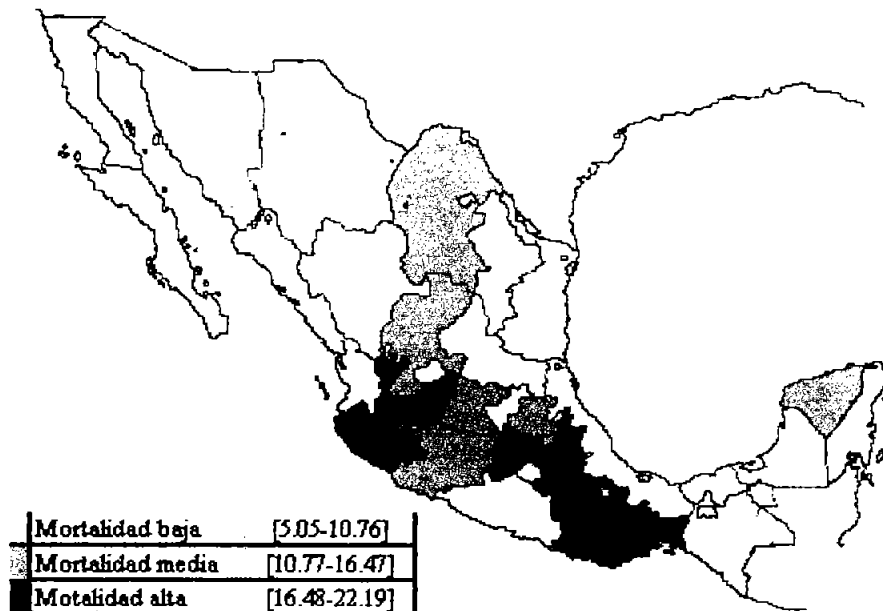 Mortalidad baja [5.05-10.76]
Mortalidad media [10.77-16.47]
Motalidad alta [16.48-22.19]